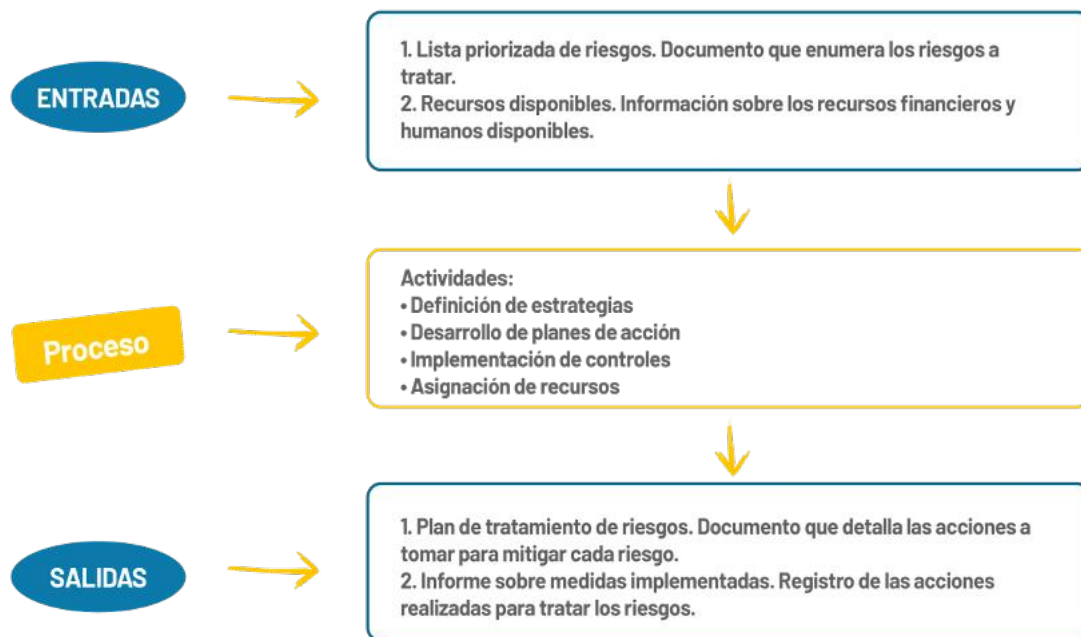 ENTRADAS
1. Lista priorizada de riesgos. Documento que enumera los riesgos a
tratar.
2. Recursos disponibles. Información sobre los recursos financieros y
humanos disponibles.
Proceso
Actividades:
• Definición de estrategias
• Desarrollo de planes de acción
• Implementación de controles
• Asignación de recursos
SALIDAS
1. Plan de tratamiento de riesgos. Documento que detalla las acciones a
tomar para mitigar cada riesgo.
2. Informe sobre medidas implementadas. Registro de las acciones
realizadas para tratar los riesgos.